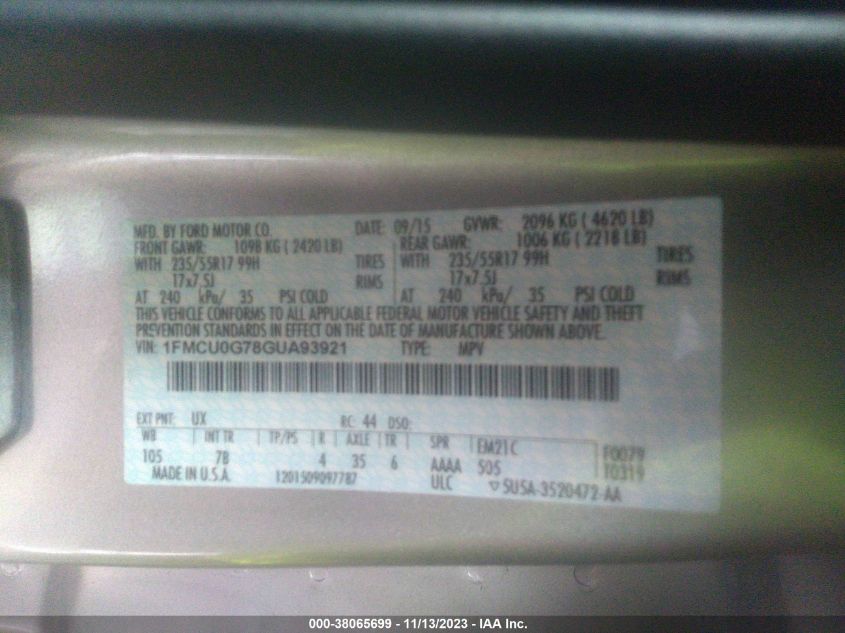 MFD. BY FORD MOTOR CO. DATE: 09/15 GVWR: 2096 KG ( 4620 LB)
FRONT GAWR: 1098 KG ( 2420 LB) REAR GAWR: 1006 KG ( 2218 LB)
WITH 235/55R17 99H TIRES WITH 235/55R17 99H TIRES
17x7.5J RIMS 17x7.5J RIMS
AT 240 kPa/ 35 PSI COLD AT 240 kPa/ 35 PSI COLD
THIS VEHICLE CONFORMS TO ALL APPLICABLE FEDERAL MOTOR VEHICLE SAFETY AND THEFT
PREVENTION STANDARDS IN EFFECT ON THE DATE OF MANUFACTURE SHOWN ABOVE.
VIN: 1FMCU0G78GUA93921 TYPE: MPV
EXT PNT: UX RC: 44 DSO:
WB INT TR TP/PS R AXLE TR SPR EM21C F0079
105 7B 4 35 6 AAAA 505 T0319
MADE IN U.S.A. 1201509097787 ULC ▽ 5U5A-3520472-AA
000-38065699 - 11/13/2023 - IAA Inc.